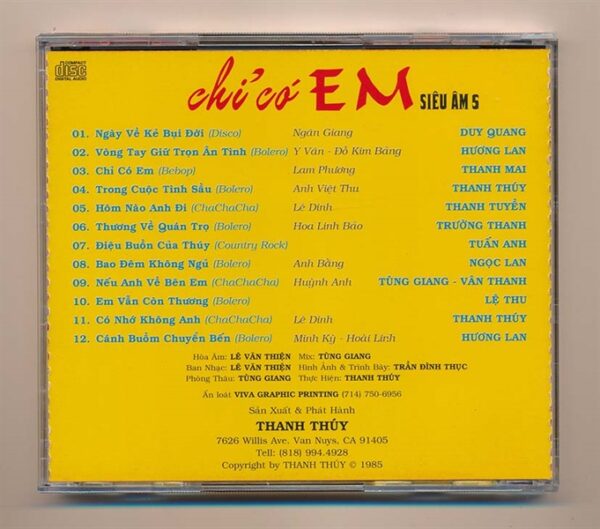 COMPACT
DISC
DIGITAL AUDIO
chỉ có EM SIÊU ÂM 5
01. Ngày Về Kẻ Bụi Đời (Disco) Ngân Giang DUY QUANG
02. Vòng Tay Giữ Trọn Ân Tình (Bolero) Y Vân - Đỗ Kim Bảng HƯƠNG LAN
03. Chỉ Có Em (Bebop) Lam Phương THANH MAI
04. Trong Cuộc Tình Sầu (Bolero) Anh Việt Thu THANH THÚY
05. Hôm Nào Anh Đi (ChaChaCha) Lê Dinh THANH TUYỀN
06. Thương Về Quán Trọ (Bolero) Hoa Linh Bảo TRƯỜNG THANH
07. Điệu Buồn Của Thúy (Country Rock) TUẤN ANH
08. Bao Đêm Không Ngủ (Bolero) Anh Bằng NGỌC LAN
09. Nếu Anh Về Bên Em (ChaChaCha) Huỳnh Anh TÙNG GIANG - VÂN THANH
10. Em Vẫn Còn Thương (Bolero) LỆ THU
11. Có Nhớ Không Anh (ChaChaCha) Lê Dinh THANH THÚY
12. Cánh Buồm Chuyển Bến (Bolero) Minh Kỳ - Hoài Linh HƯƠNG LAN
Hòa Âm: LÊ VĂN THIỆN Mix: TÙNG GIANG
Ban Nhạc: LÊ VĂN THIỆN Hình Ảnh & Trình Bày: TRẦN ĐÌNH THỤC
Phòng Thâu: TÙNG GIANG Thực Hiện: THANH THÚY
Ấn loát VIVA GRAPHIC PRINTING (714) 750-6956
Sản Xuất & Phát Hành
THANH THÚY
7626 Willis Ave. Van Nuys, CA 91405
Tell: (818) 994.4928
Copyright by THANH THÚY © 1985